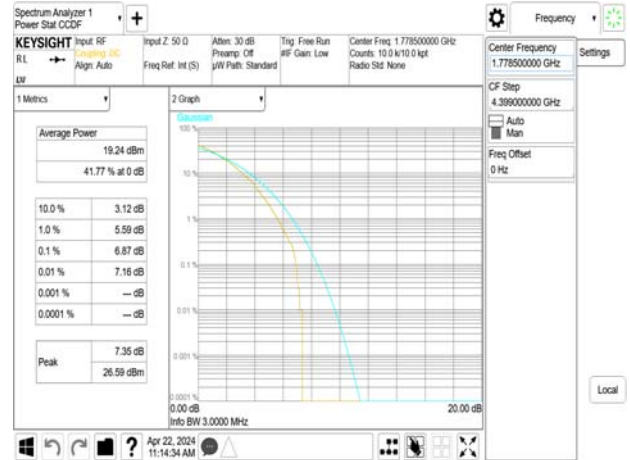 Spectrum Analyzer 1
Power Stat CCDF
Frequency
KEYSIGHT
RL
Input: RF
Coupling: DC
Align: Auto
Input Z: 50 Ω
Freq Ref: Int (S)
Atten: 30 dB
Preamp: Off
µW Path: Standard
Trig: Free Run
#IF Gain: Low
Center Freq: 1.778500000 GHz
Counts: 10.0 k/10.0 kpt
Radio Std: None
Center Frequency
1.778500000 GHz
Settings
CF Step
4.399000000 GHz
Auto
Man
Freq Offset
0 Hz
1 Metrics
Average Power
19.24 dBm
41.77 % at 0 dB
10.0 % 3.12 dB
1.0 % 5.59 dB
0.1 % 6.87 dB
0.01 % 7.16 dB
0.001 % --- dB
0.0001 % --- dB
Peak
7.35 dB
26.59 dBm
2 Graph
Gaussian
100 %
10 %
1 %
0.1 %
0.01 %
0.001 %
0.0001 %
0.00 dB
20.00 dB
Info BW 3.0000 MHz
Local
?
Apr 22, 2024
11:14:34 AM